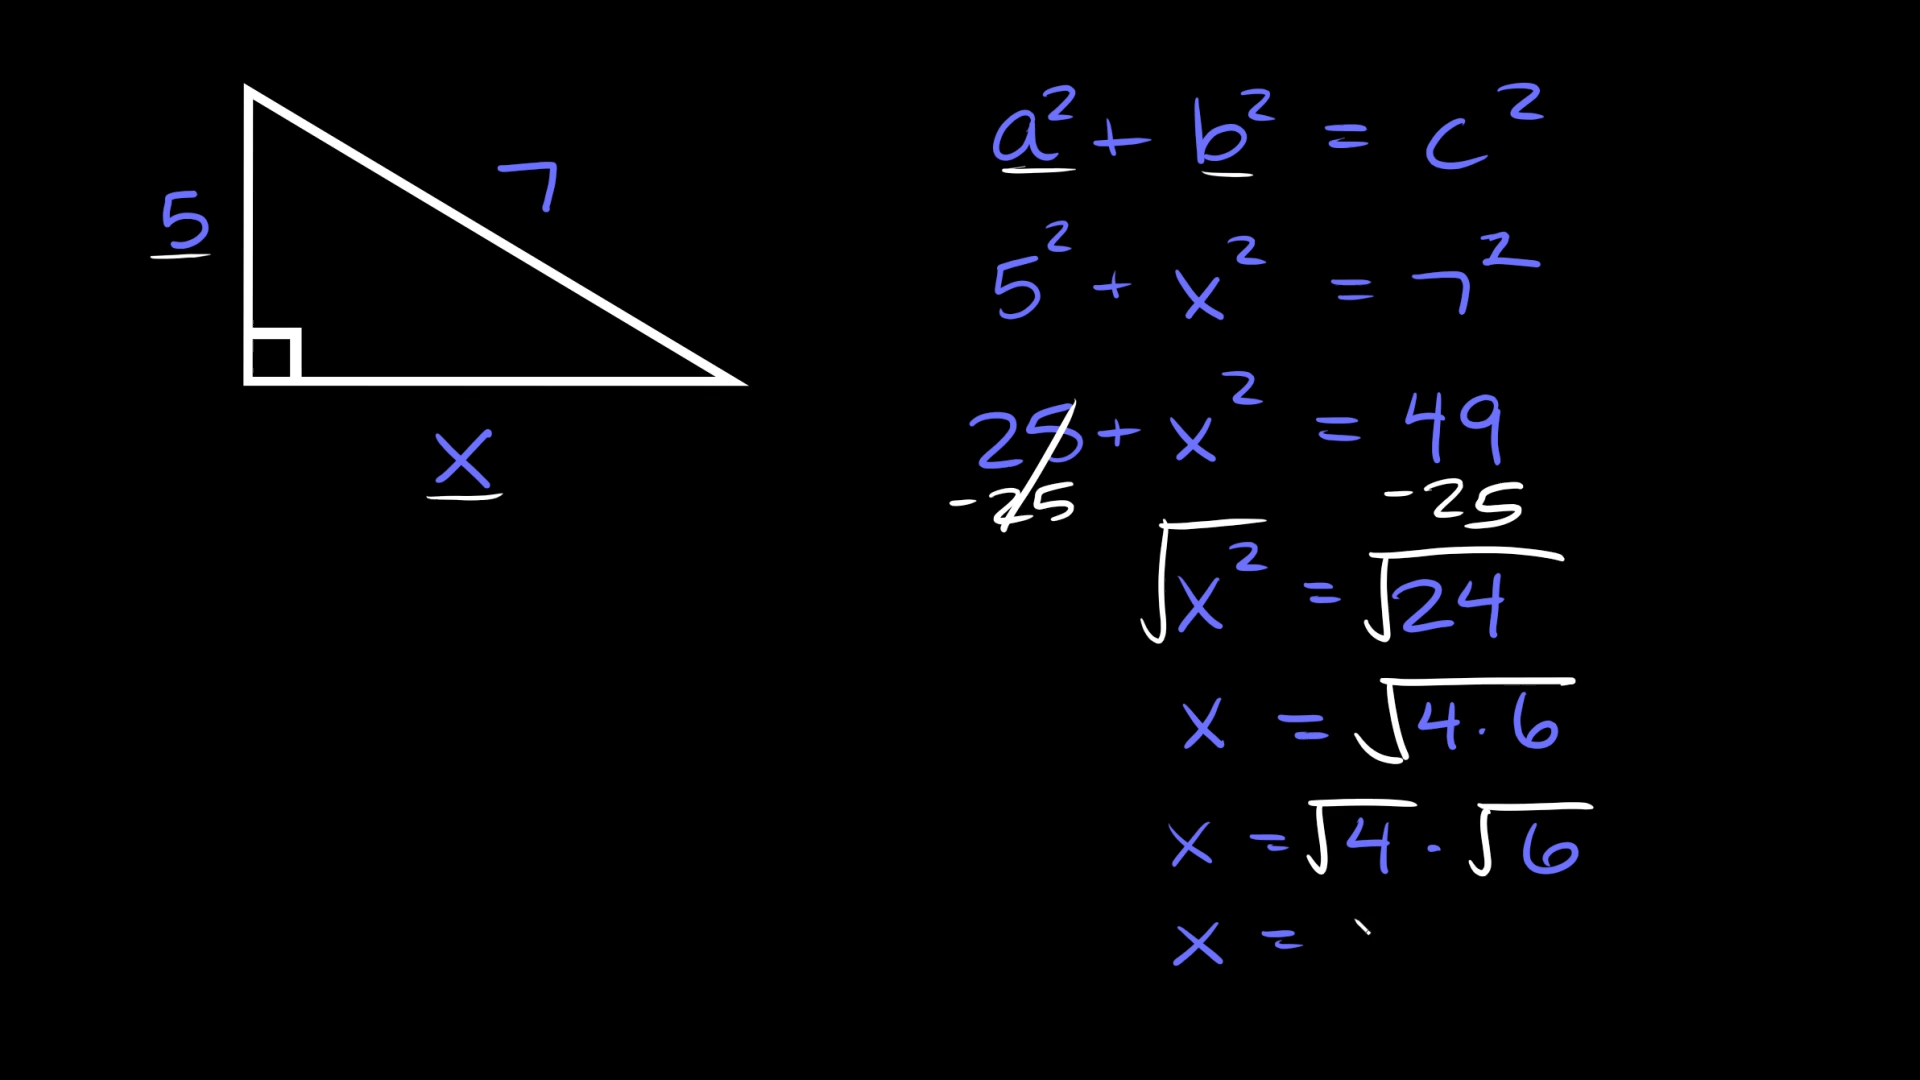 5
7
x
a² + b² = c²
5² + x² = 7²
25 + x² = 49
-25 -25
√x² = √24
x = √4·6
x = √4 · √6
x =